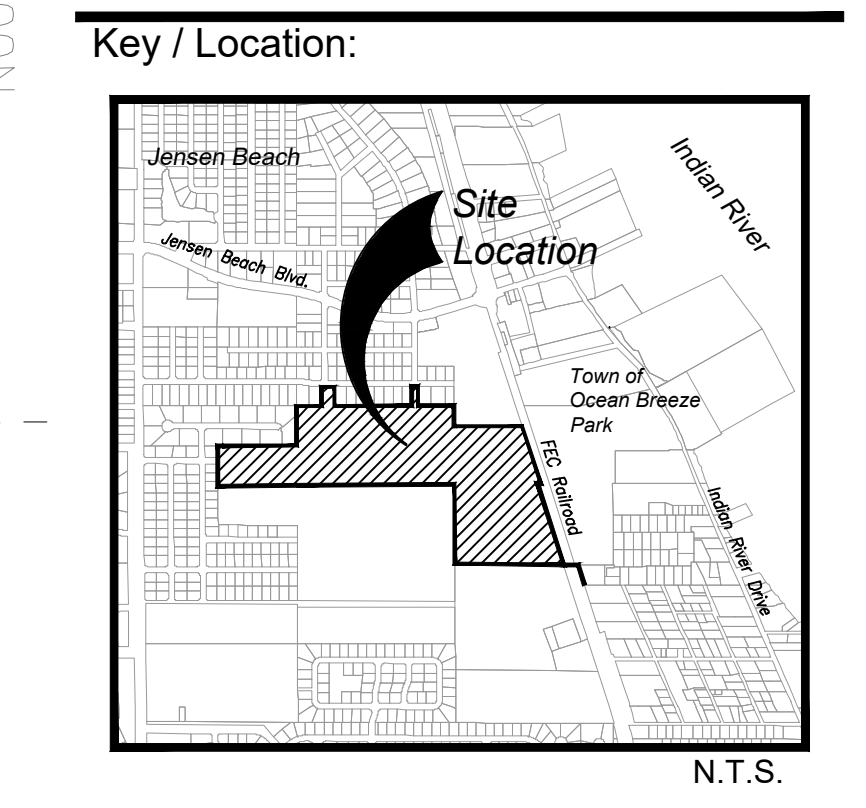 Key / Location:
Jensen Beach
Indian River
Site
Location
Jensen Beach Blvd.
Town of
Ocean Breeze
Park
FEC Railroad
Indian River Drive
N.T.S.